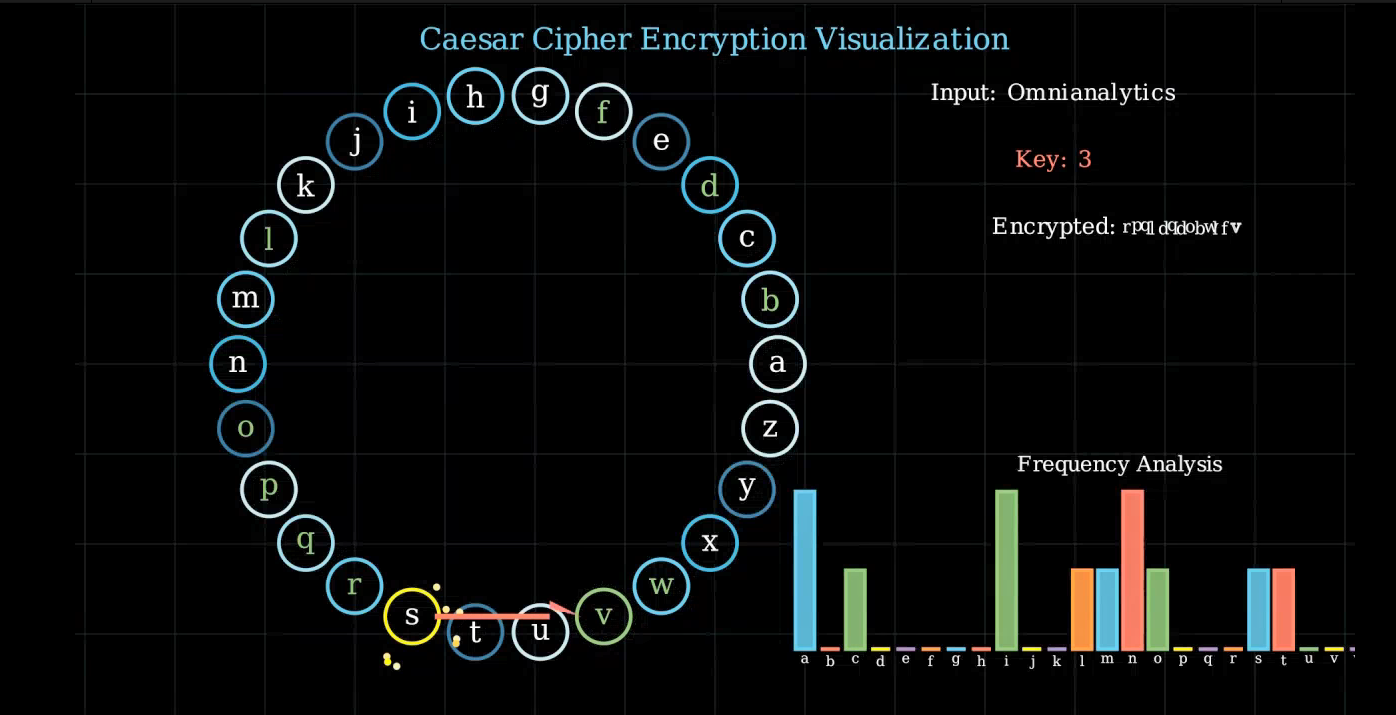 Caesar Cipher Encryption Visualization
Input: Omnianalytics
Key: 3
Encrypted: rpqldqdobwlfv
a b c d e f g h i j k l m n o p q r s t u v w x y z
Frequency Analysis
a b c d e f g h i j k l m n o p q r s t u v